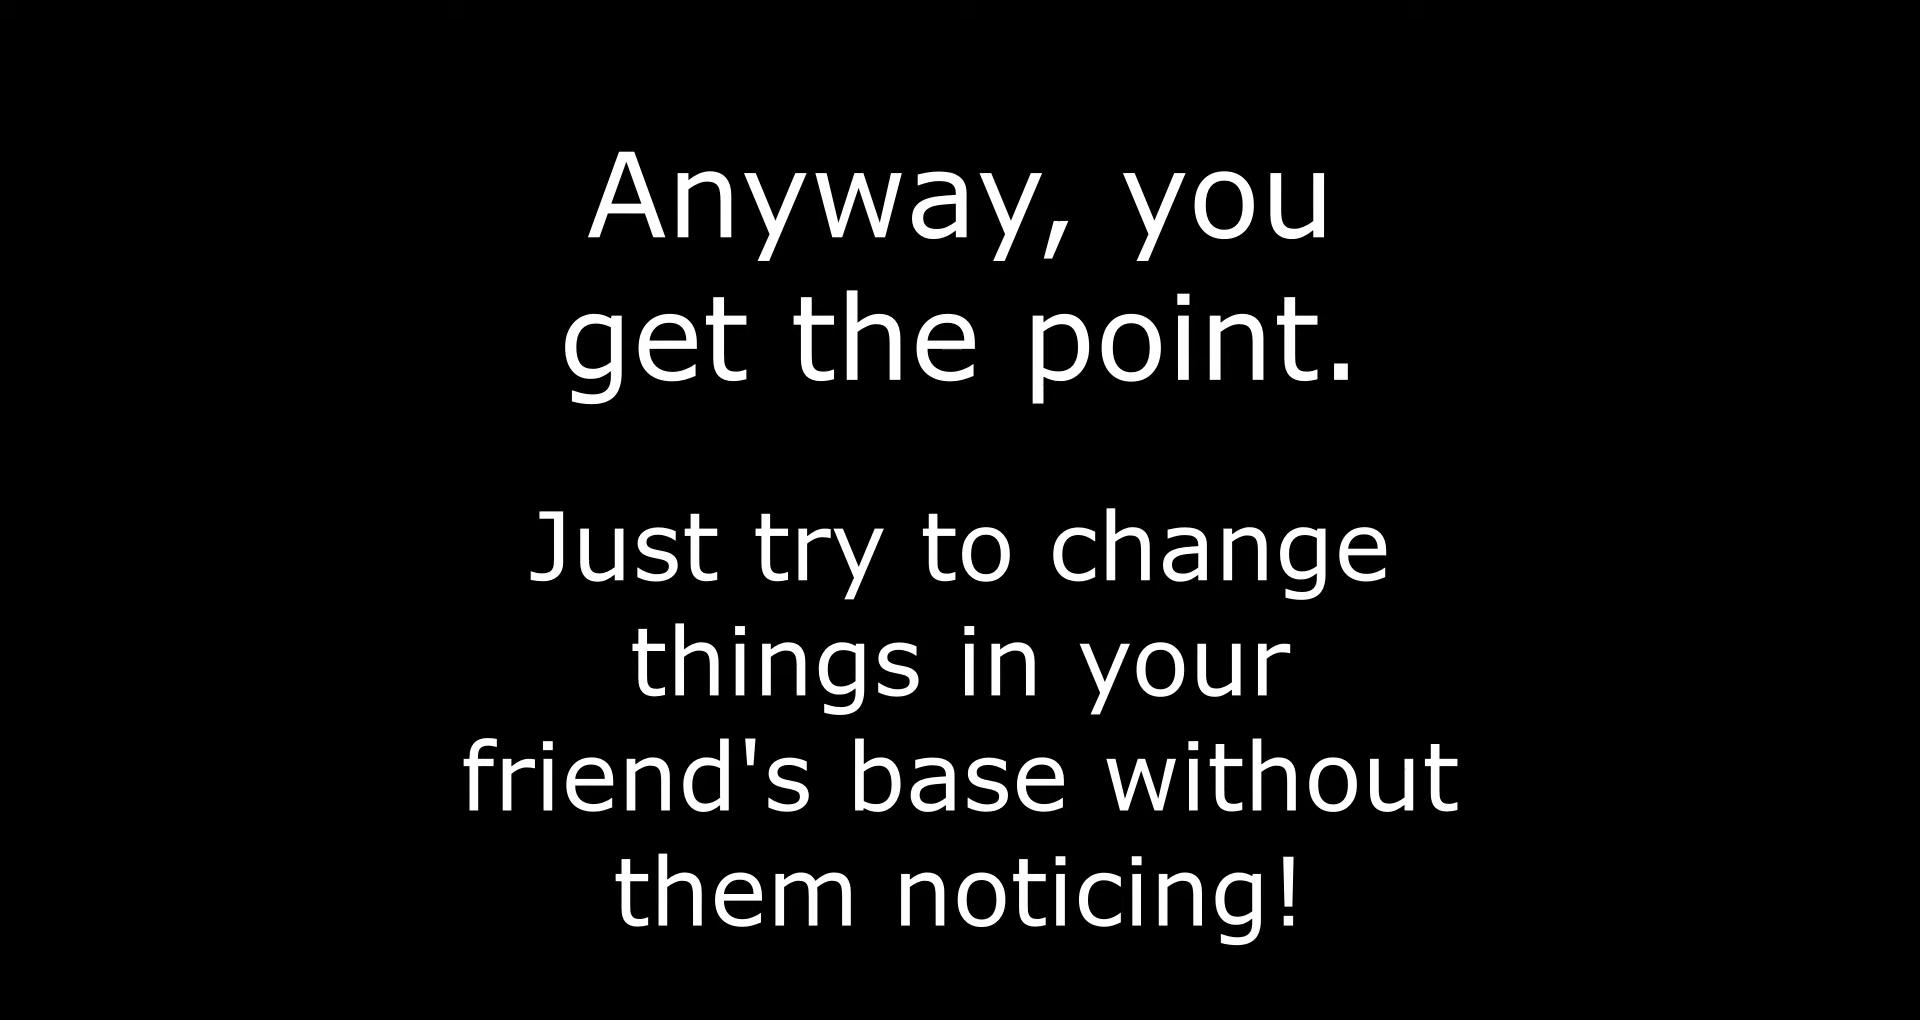 Anyway, you
get the point.
Just try to change
things in your
friend's base without
them noticing!